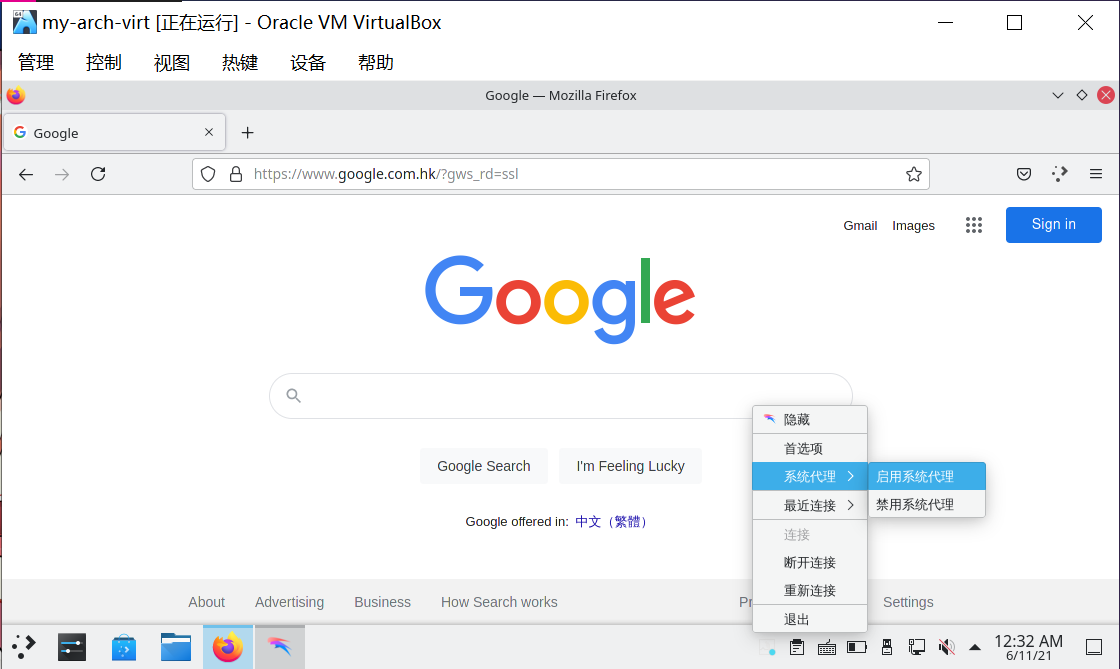 my-arch-virt [正在运行] - Oracle VM VirtualBox
管理 控制 视图 热键 设备 帮助
Google — Mozilla Firefox
Google
https://www.google.com.hk/?gws_rd=ssl
Gmail Images Sign in
Google
Google Search I'm Feeling Lucky
Google offered in: 中文（繁體）
隐藏
首选项
系统代理 启用系统代理
最近连接 禁用系统代理
连接
断开连接
重新连接
退出
About Advertising Business How Search works Settings
12:32 AM
6/11/21